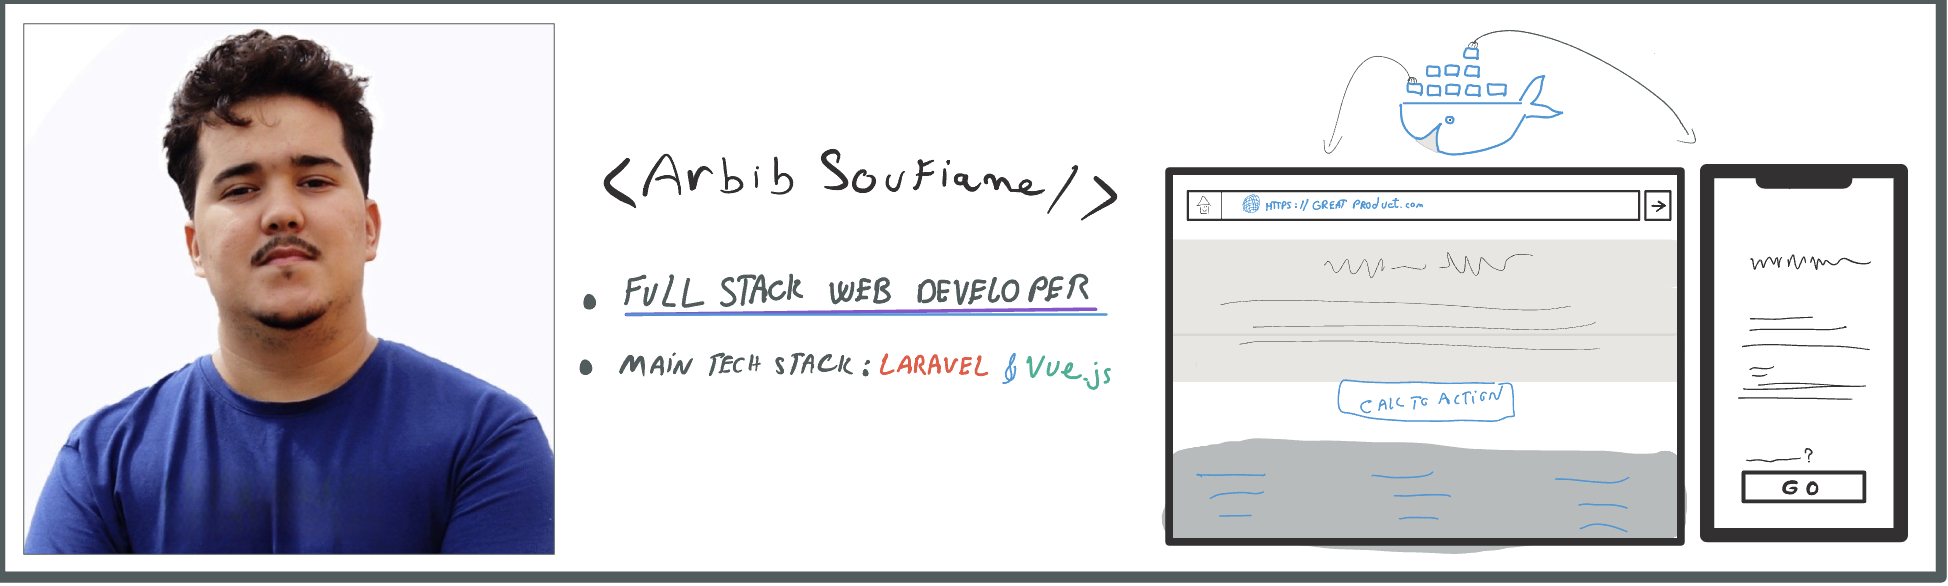 <Arbib Soufiane/>
• FULL STACK WEB DEVELOPER
• MAIN TECH STACK: LARAVEL & Vue.js
HTTPS://GREAT PRODUCT.com
CALL TO ACTION
?
GO